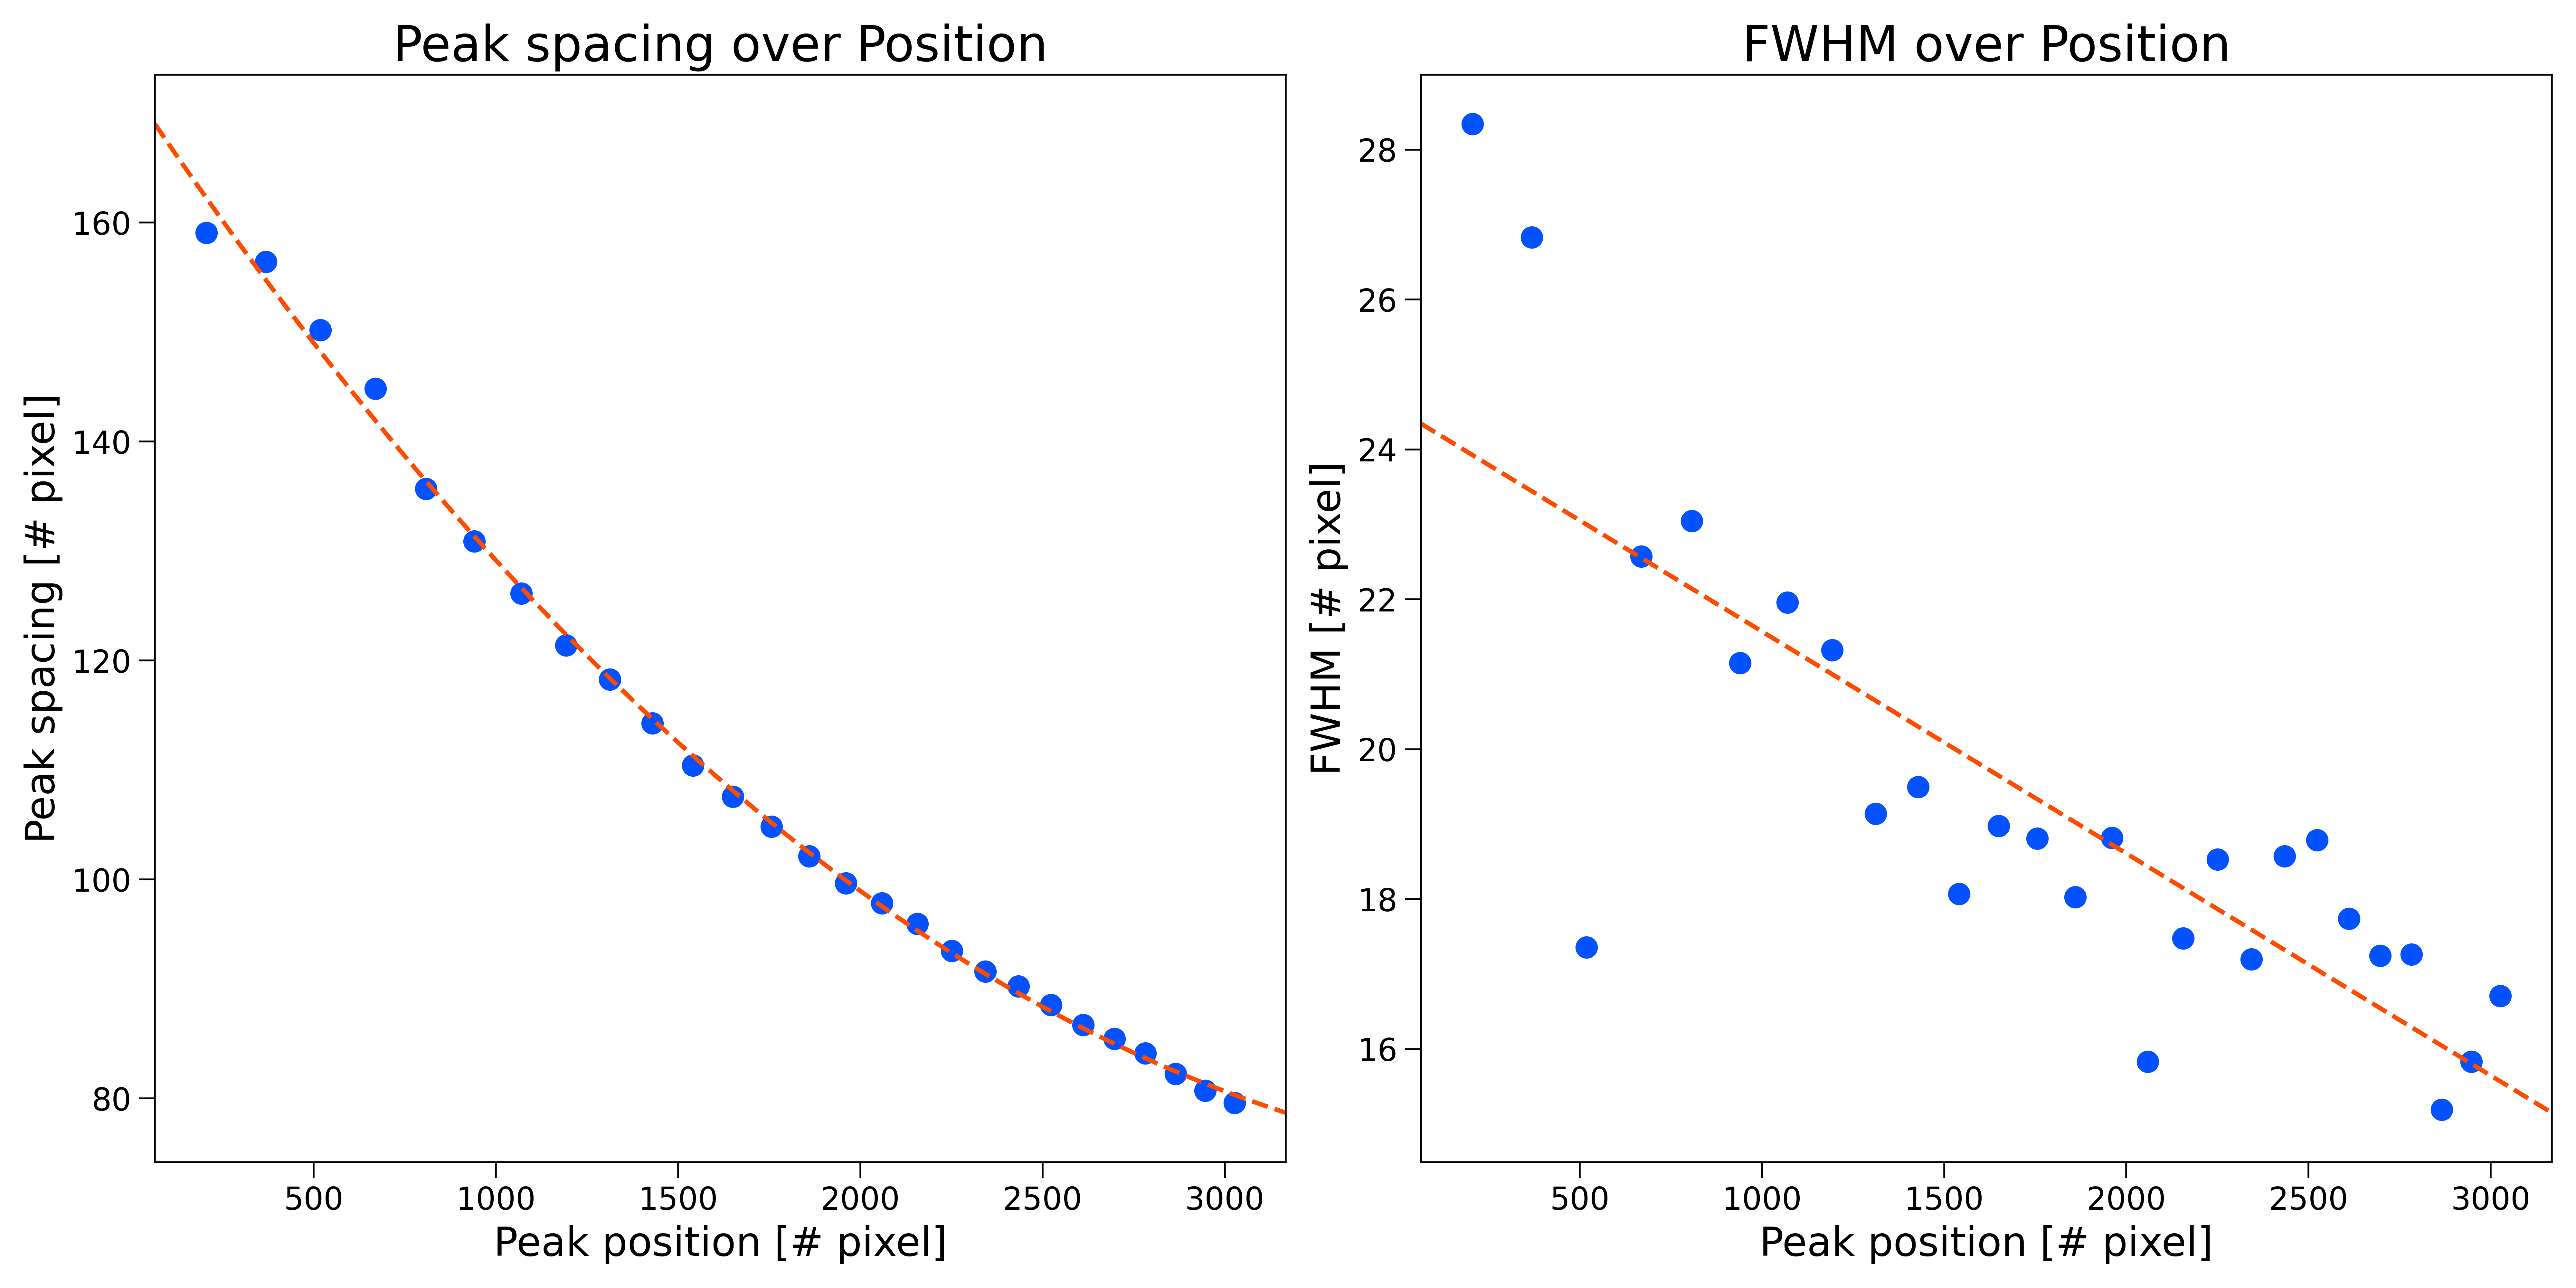 Peak spacing over Position
Peak spacing [# pixel]
160
140
120
100
80
500 1000 1500 2000 2500 3000
Peak position [# pixel]
FWHM over Position
FWHM [# pixel]
28
26
24
22
20
18
16
500 1000 1500 2000 2500 3000
Peak position [# pixel]